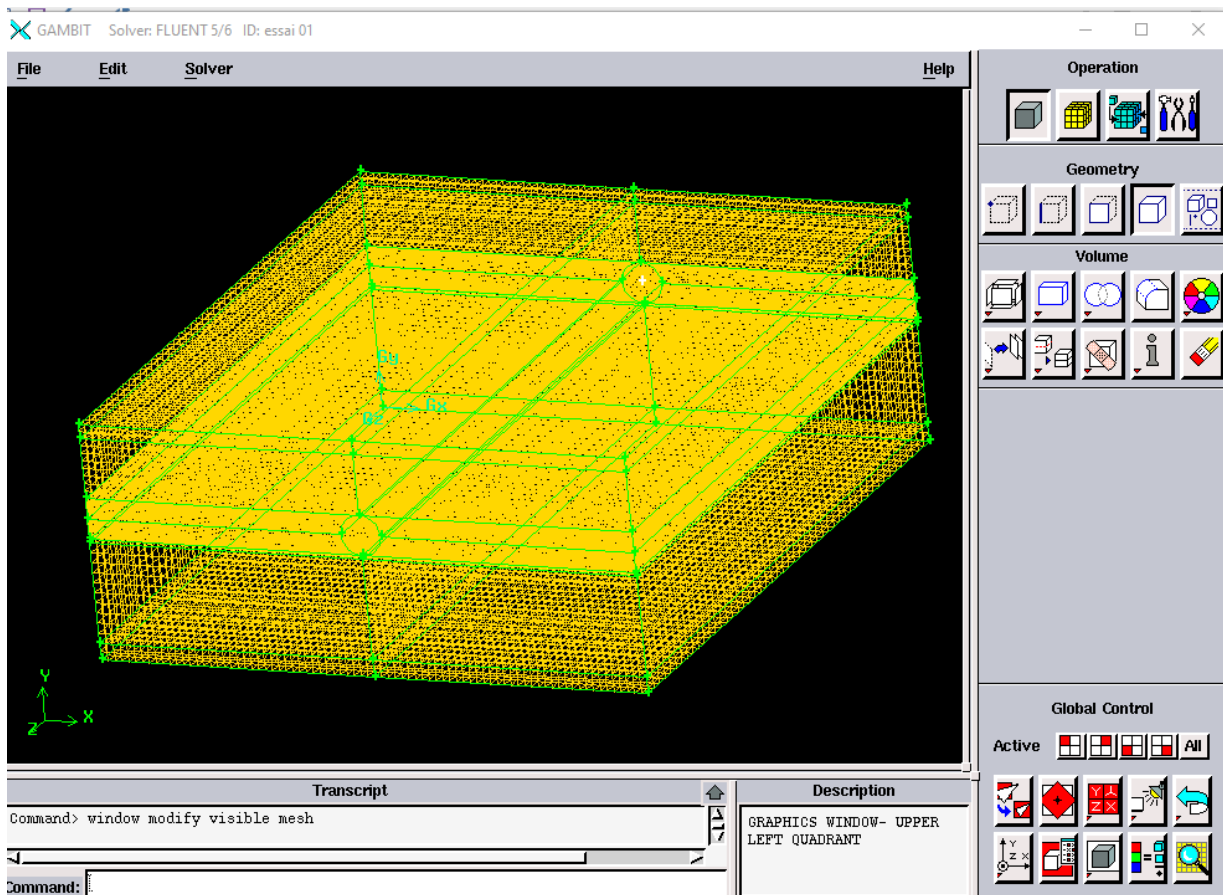 GAMBIT Solver: FLUENT 5/6 ID: essai 01
File Edit Solver Help
Operation
Geometry
Volume
Gy
Gx
Gz
Y
X
Z
Global Control
Active All
Transcript
Command> window modify visible mesh
Command:
Description
GRAPHICS WINDOW- UPPER
LEFT QUADRANT